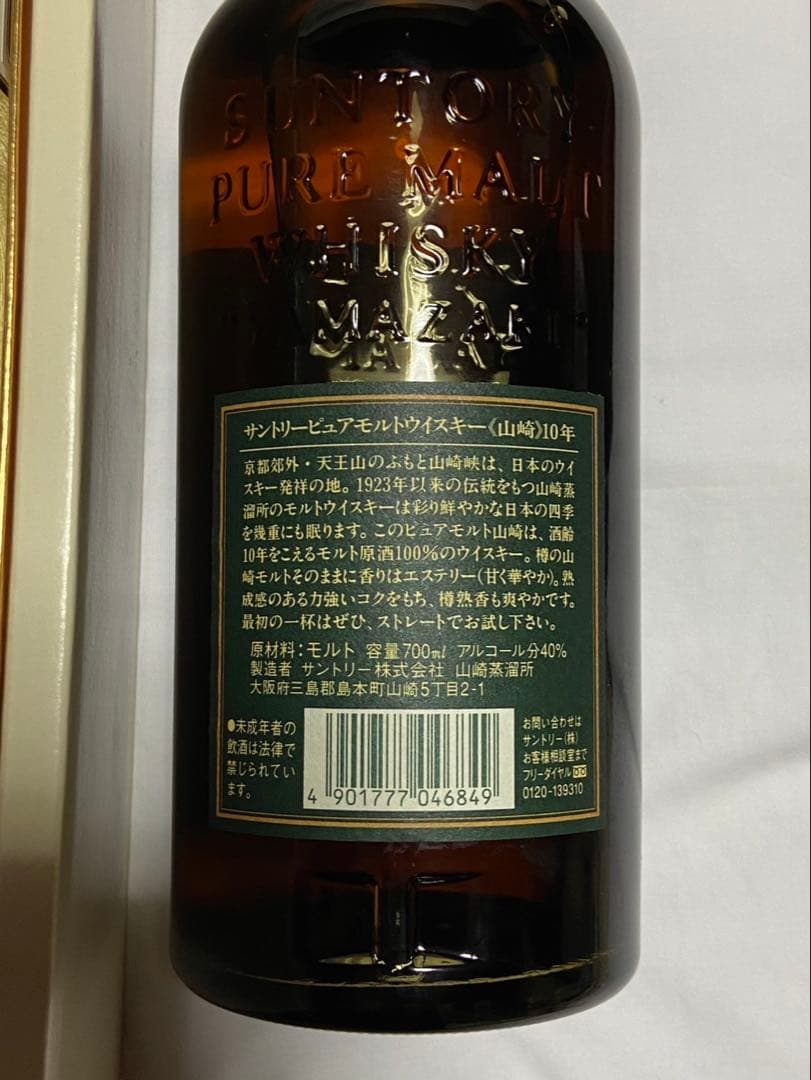 SUNTORY
PURE MALT
WHISKY
YAMAZAKI
サントリーピュアモルトウイスキー《山崎》10年
京都郊外・天王山のふもと山崎峡は、日本のウイ
スキー発祥の地。1923年以来の伝統をもつ山崎蒸
溜所のモルトウイスキーは彩り鮮やかな日本の四季
を幾重にも眠ります。このピュアモルト山崎は、酒齢
10年をこえるモルト原酒100%のウイスキー。樽の山
崎モルトそのままに香りはエステリー(甘く華やか)。熟
成感のある力強いコクをもち、樽熟香も爽やかです。
最初の一杯はぜひ、ストレートでお試し下さい。
原材料:モルト 容量700ml アルコール分40%
製造者 サントリー株式会社 山崎蒸溜所
大阪府三島郡島本町山崎5丁目2-1
●未成年者の
飲酒は法律で
禁じられてい
ます。
4 901777 046849
お問い合わせは
サントリー(株)
お客様相談室まで
フリーダイヤル
0120-139310